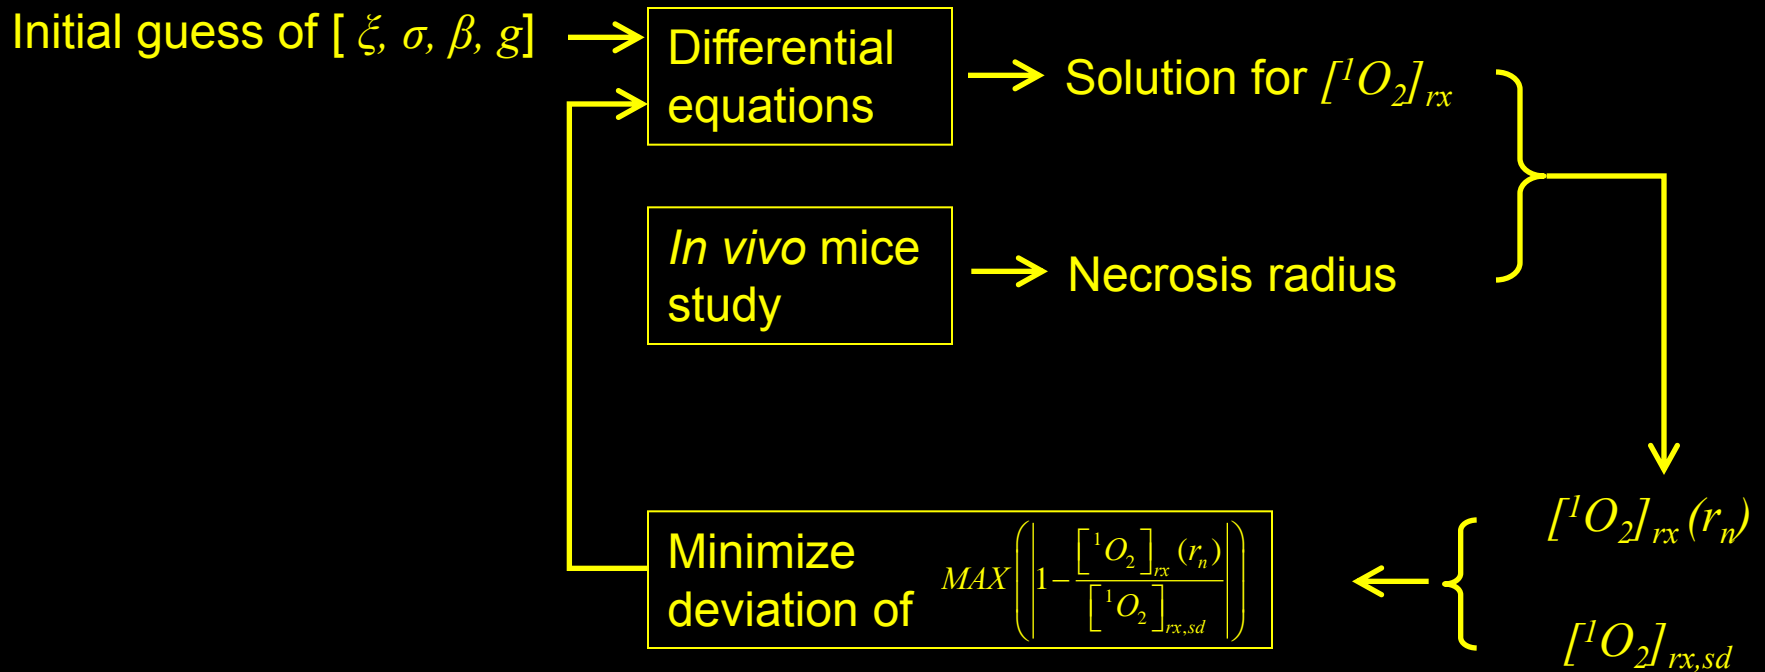 Initial guess of [ ξ, σ, β, g]
Differential
equations
Solution for [¹O₂]rx
In vivo mice
study
Necrosis radius
[¹O₂]rx (rₙ)
[¹O₂]rx,sd
Minimize
deviation of
MAX(|1 − [¹O₂]rx (rₙ) / [¹O₂]rx,sd|)